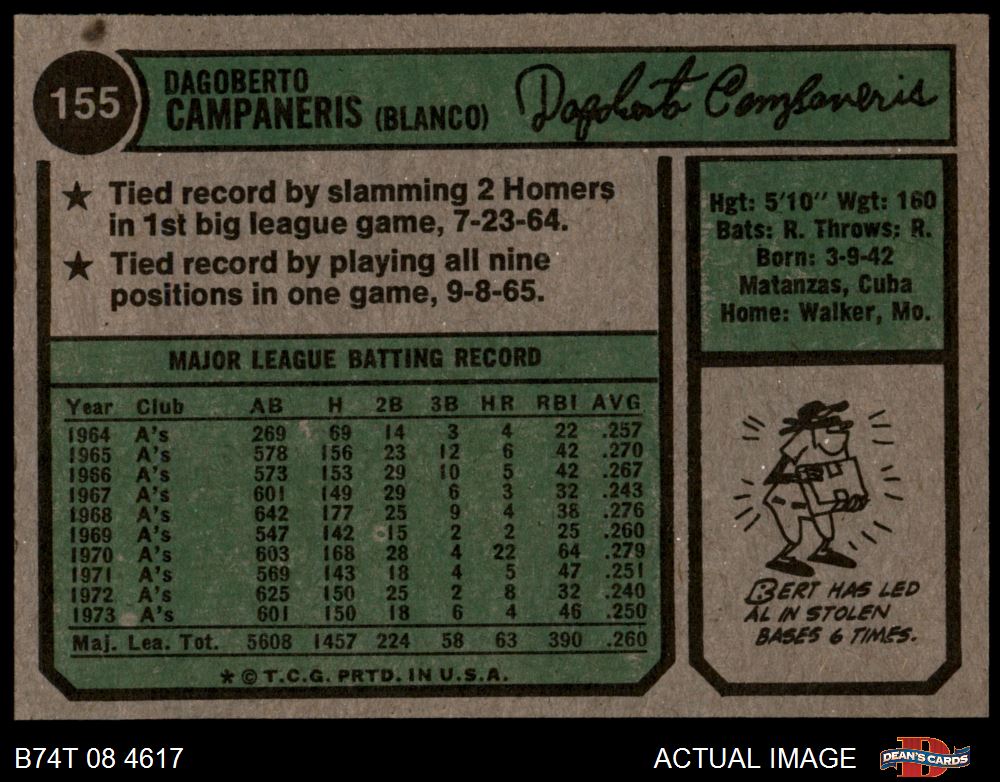 155
DAGOBERTO
CAMPANERIS (BLANCO)
Dagoberto Campaneris
★ Tied record by slamming 2 Homers
in 1st big league game, 7-23-64.
★ Tied record by playing all nine
positions in one game, 9-8-65.
Hgt: 5'10" Wgt: 160
Bats: R. Throws: R.
Born: 3-9-42
Matanzas, Cuba
Home: Walker, Mo.
MAJOR LEAGUE BATTING RECORD
Year Club AB H 2B 3B HR RBI AVG
1964 A's 269 69 14 3 4 22 .257
1965 A's 578 156 23 12 6 42 .270
1966 A's 573 153 29 10 5 42 .267
1967 A's 601 149 29 6 3 32 .243
1968 A's 642 177 25 9 4 38 .276
1969 A's 547 142 15 2 2 25 .260
1970 A's 603 168 28 4 22 64 .279
1971 A's 569 143 18 4 5 47 .251
1972 A's 625 150 25 2 8 32 .240
1973 A's 601 150 18 6 4 46 .250
Maj. Lea. Tot. 5608 1457 224 58 63 390 .260
* © T.C.G. PRTD. IN U.S.A.
BERT HAS LED
AL IN STOLEN
BASES 6 TIMES.
B74T 08 4617
ACTUAL IMAGE
DEAN'S CARDS